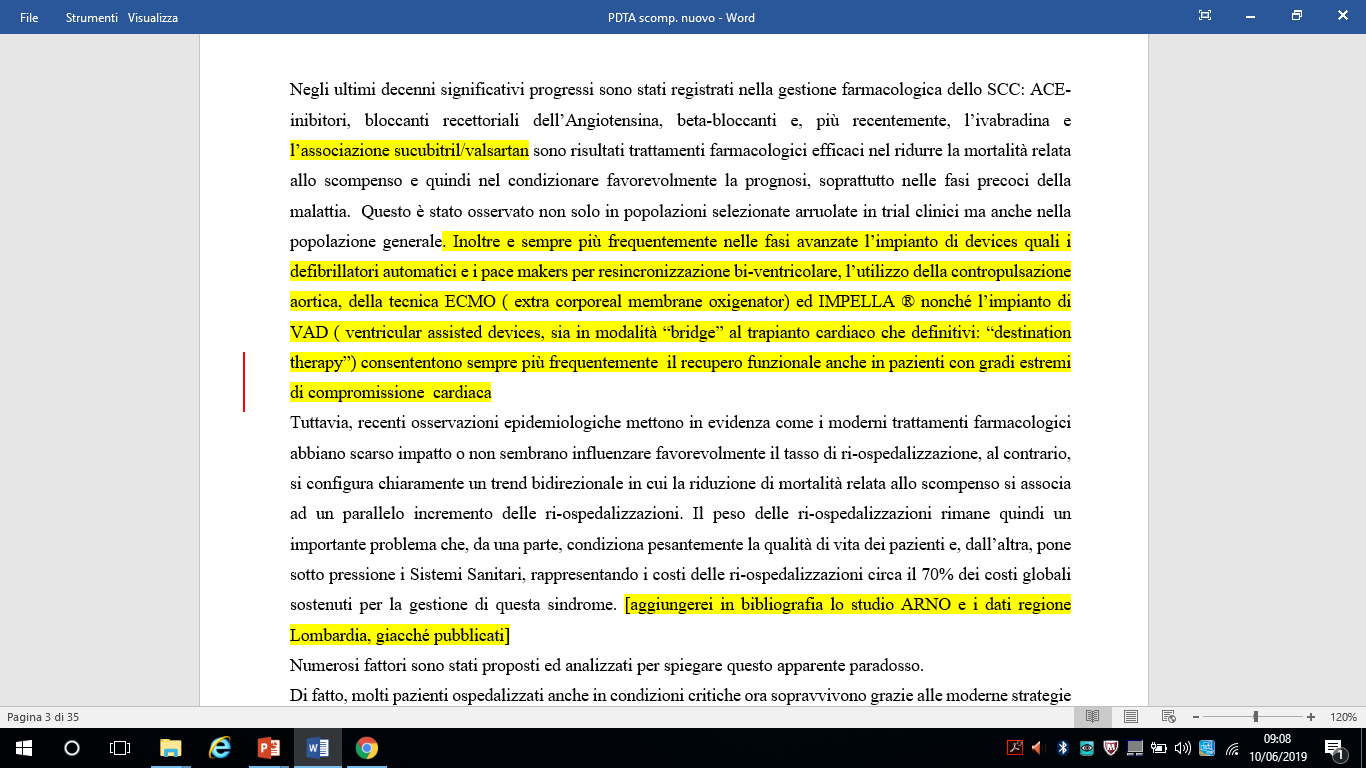 File Strumenti Visualizza PDTA scomp. nuovo - Word
Negli ultimi decenni significativi progressi sono stati registrati nella gestione farmacologica dello SCC: ACE-
inibitori, bloccanti recettoriali dell’Angiotensina, beta-bloccanti e, più recentemente, l’ivabradina e
l’associazione sucubitril/valsartan sono risultati trattamenti farmacologici efficaci nel ridurre la mortalità relata
allo scompenso e quindi nel condizionare favorevolmente la prognosi, soprattutto nelle fasi precoci della
malattia. Questo è stato osservato non solo in popolazioni selezionate arruolate in trial clinici ma anche nella
popolazione generale. Inoltre e sempre più frequentemente nelle fasi avanzate l’impianto di devices quali i
defibrillatori automatici e i pace makers per resincronizzazione bi-ventricolare, l’utilizzo della contropulsazione
aortica, della tecnica ECMO ( extra corporeal membrane oxigenator) ed IMPELLA ® nonché l’impianto di
VAD ( ventricular assisted devices, sia in modalità “bridge” al trapianto cardiaco che definitivi: “destination
therapy”) consententono sempre più frequentemente il recupero funzionale anche in pazienti con gradi estremi
di compromissione cardiaca
Tuttavia, recenti osservazioni epidemiologiche mettono in evidenza come i moderni trattamenti farmacologici
abbiano scarso impatto o non sembrano influenzare favorevolmente il tasso di ri-ospedalizzazione, al contrario,
si configura chiaramente un trend bidirezionale in cui la riduzione di mortalità relata allo scompenso si associa
ad un parallelo incremento delle ri-ospedalizzazioni. Il peso delle ri-ospedalizzazioni rimane quindi un
importante problema che, da una parte, condiziona pesantemente la qualità di vita dei pazienti e, dall’altra, pone
sotto pressione i Sistemi Sanitari, rappresentando i costi delle ri-ospedalizzazioni circa il 70% dei costi globali
sostenuti per la gestione di questa sindrome. [aggiungerei in bibliografia lo studio ARNO e i dati regione
Lombardia, giacché pubblicati]
Numerosi fattori sono stati proposti ed analizzati per spiegare questo apparente paradosso.
Di fatto, molti pazienti ospedalizzati anche in condizioni critiche ora sopravvivono grazie alle moderne strategie
Pagina 3 di 35 120%
09:08
10/06/2019
1